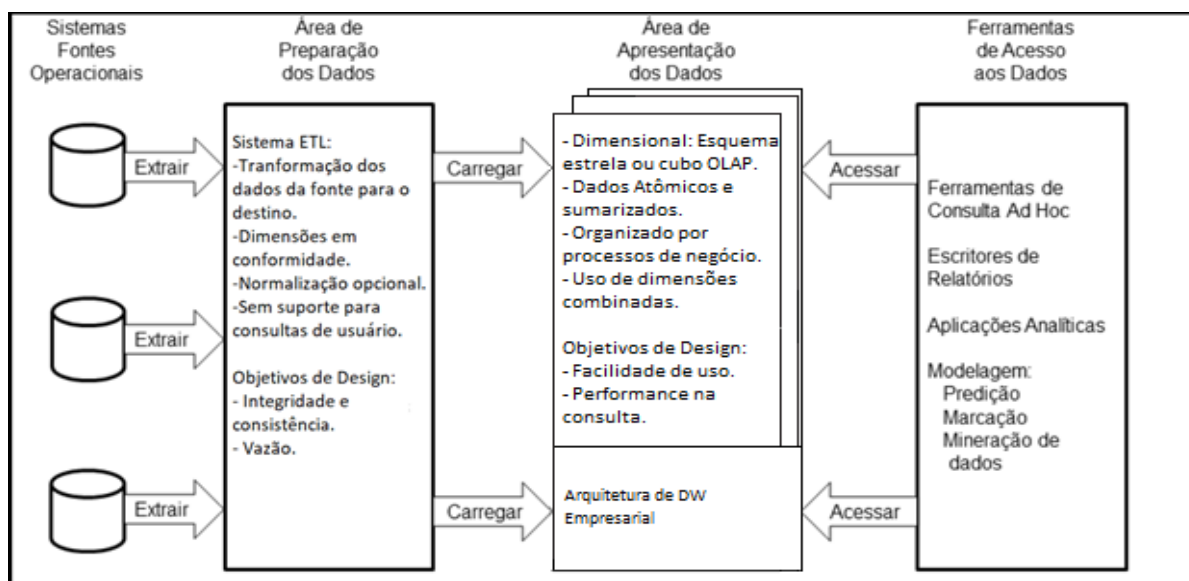 Sistemas
Fontes
Operacionais
Área de
Preparação
dos Dados
Área de
Apresentação
dos Dados
Ferramentas
de Acesso
aos Dados
Extrair
Extrair
Extrair
Sistema ETL:
-Tranformação dos
dados da fonte para o
destino.
-Dimensões em
conformidade.
-Normalização opcional.
-Sem suporte para
consultas de usuário.
Objetivos de Design:
- Integridade e
consistência.
- Vazão.
Carregar
Carregar
- Dimensional: Esquema
estrela ou cubo OLAP.
- Dados Atômicos e
sumarizados.
- Organizado por
processos de negócio.
- Uso de dimensões
combinadas.
Objetivos de Design:
- Facilidade de uso.
- Performance na
consulta.
Arquitetura de DW
Empresarial
Acessar
Acessar
Ferramentas de
Consulta Ad Hoc
Escritores de
Relatórios
Aplicações Analíticas
Modelagem:
Predição
Marcação
Mineração de
dados